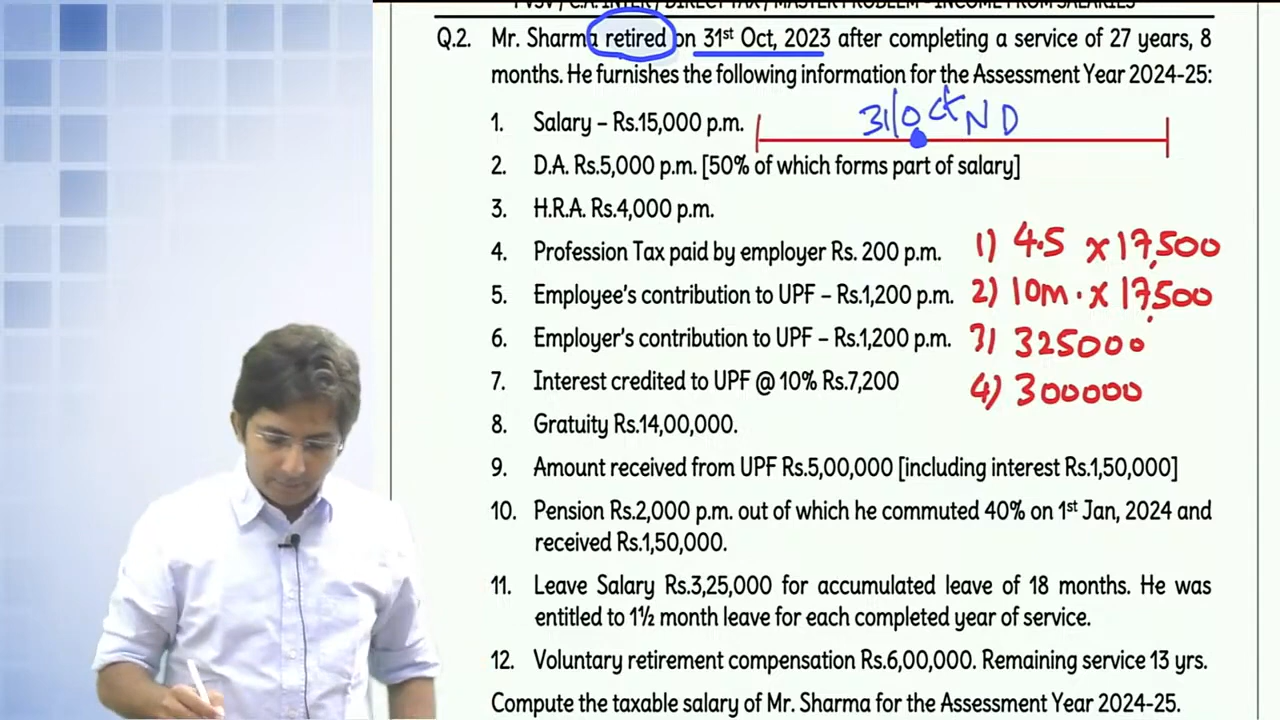 PVSV / C.A. INTER / DIRECT TAX / MASTER PROBLEM - INCOME FROM SALARIES
Q.2. Mr. Sharma retired on 31st Oct, 2023 after completing a service of 27 years, 8
months. He furnishes the following information for the Assessment Year 2024-25:
31/Oct N D
1. Salary – Rs.15,000 p.m.
2. D.A. Rs.5,000 p.m. [50% of which forms part of salary]
3. H.R.A. Rs.4,000 p.m.
4. Profession Tax paid by employer Rs. 200 p.m. 1) 4.5 x 17,500
5. Employee's contribution to UPF – Rs.1,200 p.m. 2) 10m. x 17,500
6. Employer's contribution to UPF – Rs.1,200 p.m. 3) 325000
7. Interest credited to UPF @ 10% Rs.7,200 4) 300000
8. Gratuity Rs.14,00,000.
9. Amount received from UPF Rs.5,00,000 [including interest Rs.1,50,000]
10. Pension Rs.2,000 p.m. out of which he commuted 40% on 1st Jan, 2024 and
received Rs.1,50,000.
11. Leave Salary Rs.3,25,000 for accumulated leave of 18 months. He was
entitled to 1½ month leave for each completed year of service.
12. Voluntary retirement compensation Rs.6,00,000. Remaining service 13 yrs.
Compute the taxable salary of Mr. Sharma for the Assessment Year 2024-25.